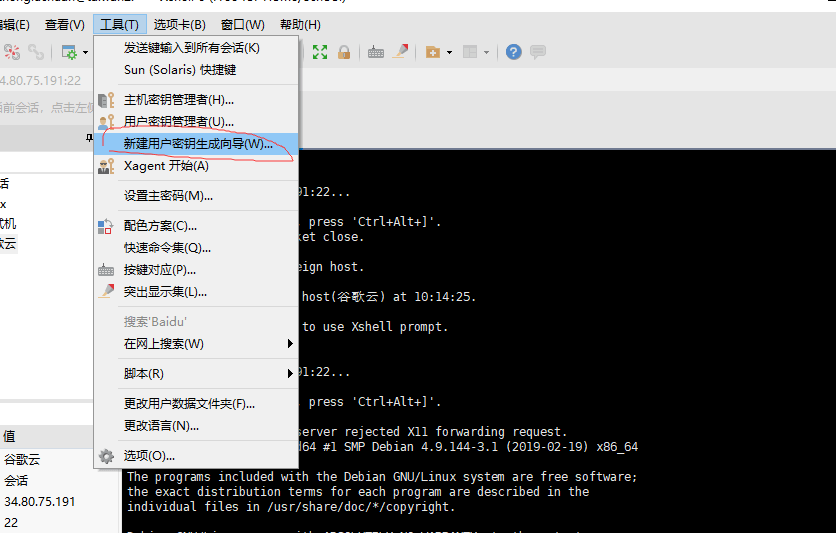 查看(V) 工具(T) 选项卡(B) 窗口(W) 帮助(H)
发送键输入到所有会话(K)
Sun (Solaris) 快捷键
主机密钥管理者(H)...
用户密钥管理者(U)...
新建用户密钥生成向导(W)...
Xagent 开始(A)
设置主密码(M)...
配色方案(C)...
快速命令集(Q)...
按键对应(P)...
突出显示集(L)...
搜索'Baidu'
在网上搜索(W)
脚本(R)
更改用户数据文件夹(F)...
更改语言(N)...
选项(O)...
4.80.75.191:22
前会话，点击左侧
话
x
式机
歌云
值
谷歌云
会话
34.80.75.191
22
91:22...
, press 'Ctrl+Alt+]'.
ket close.
eign host.
host(谷歌云) at 10:14:25.
to use Xshell prompt.
91:22...
, press 'Ctrl+Alt+]'.
server rejected X11 forwarding request.
d64 #1 SMP Debian 4.9.144-3.1 (2019-02-19) x86_64
The programs included with the Debian GNU/Linux system are free software;
the exact distribution terms for each program are described in the
individual files in /usr/share/doc/*/copyright.